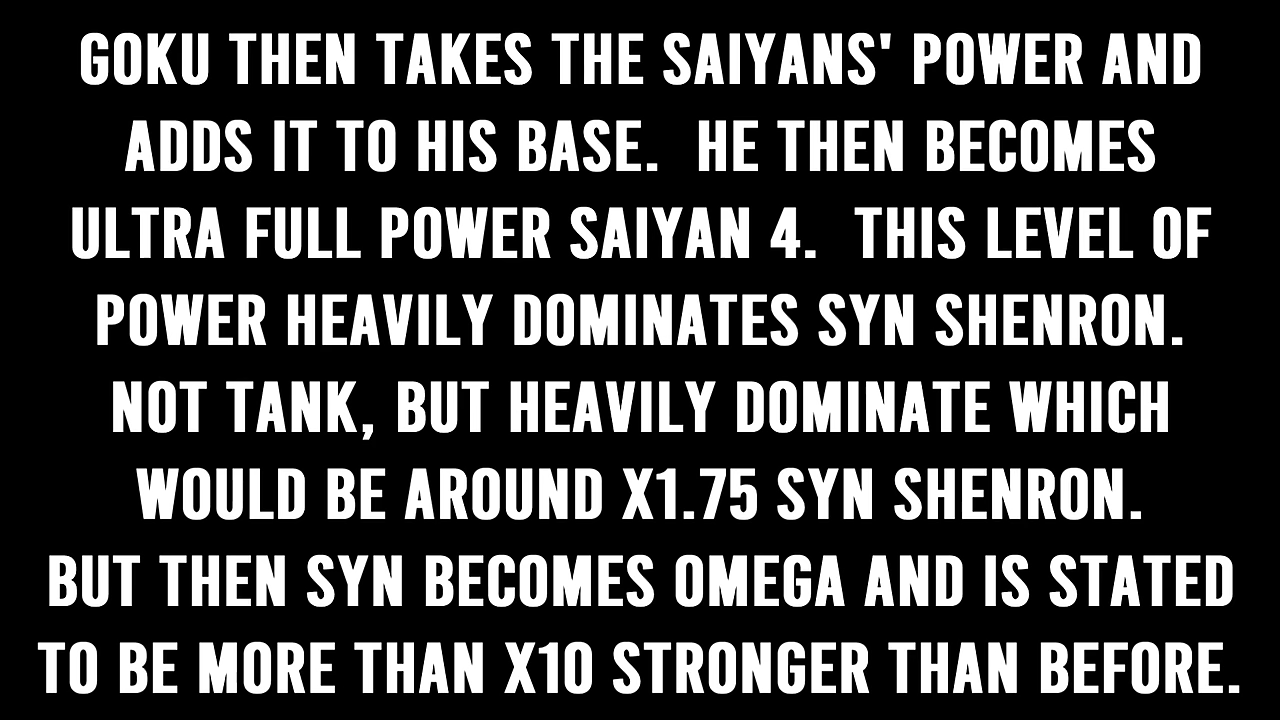 GOKU THEN TAKES THE SAIYANS' POWER AND
ADDS IT TO HIS BASE.  HE THEN BECOMES
ULTRA FULL POWER SAIYAN 4.  THIS LEVEL OF
POWER HEAVILY DOMINATES SYN SHENRON.
NOT TANK, BUT HEAVILY DOMINATE WHICH
WOULD BE AROUND X1.75 SYN SHENRON.
BUT THEN SYN BECOMES OMEGA AND IS STATED
TO BE MORE THAN X10 STRONGER THAN BEFORE.